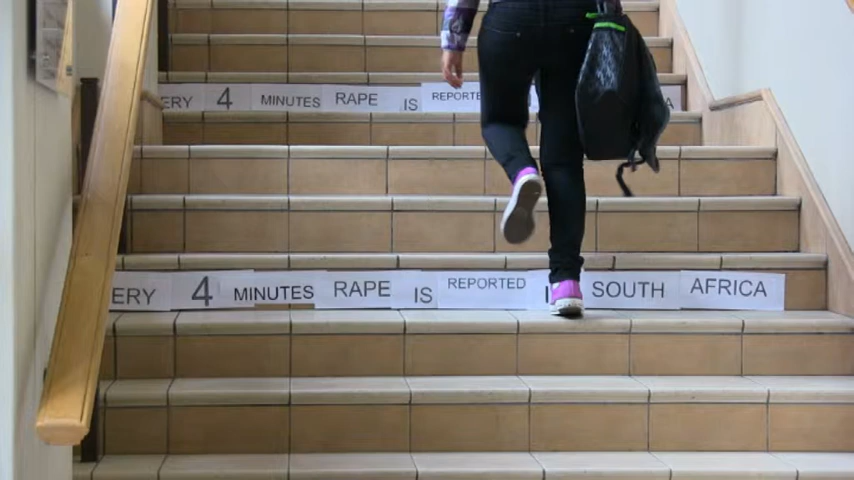 ERY 4 MINUTES RAPE IS REPORTED A
ERY 4 MINUTES RAPE IS REPORTED I SOUTH AFRICA